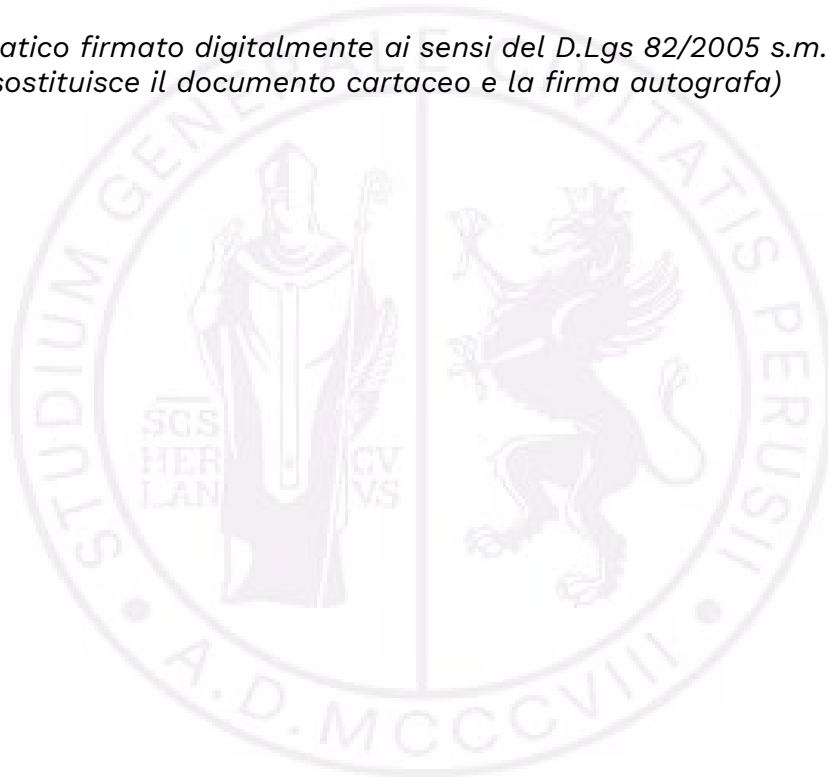 atico firmato digitalmente ai sensi del D.Lgs 82/2005 s.m.
sostituisce il documento cartaceo e la firma autografa)
STUDIUM GENERALE CIVITATIS PERUSII
SCS
HER CV
LAN VS
A.D. MCCCVIII